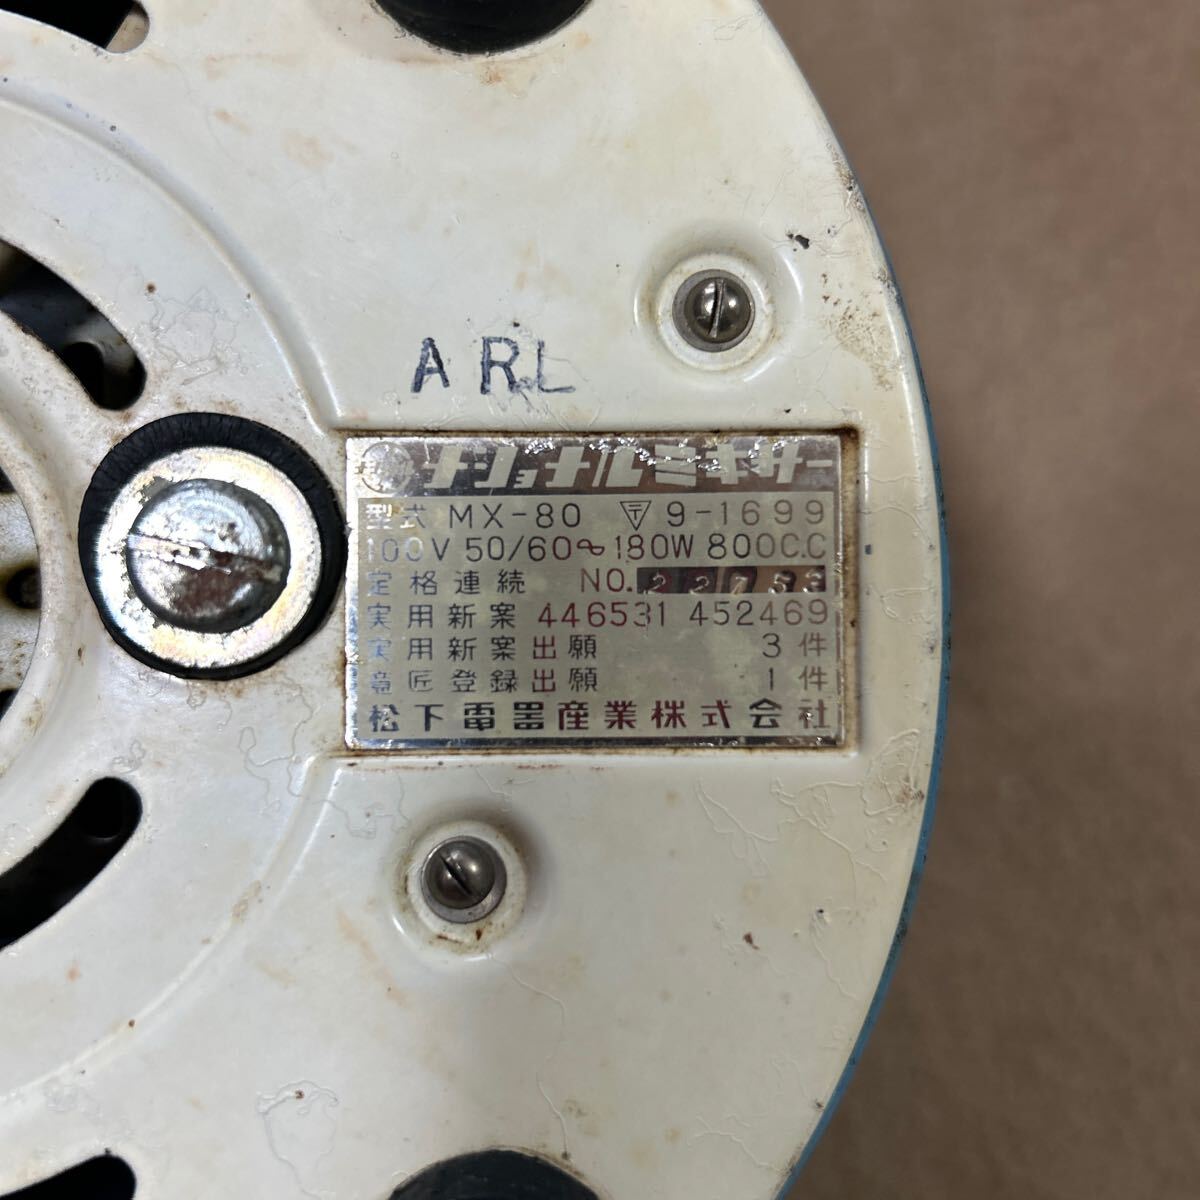 ARL
ナショナルミキサー
型式 MX-80 〒9-1699
100V 50/60~180W 800C.C
定格連続 NO.
実用新案 446531 452469
実用新案出願 3件
意匠登録出願 1件
松下電器産業株式会社